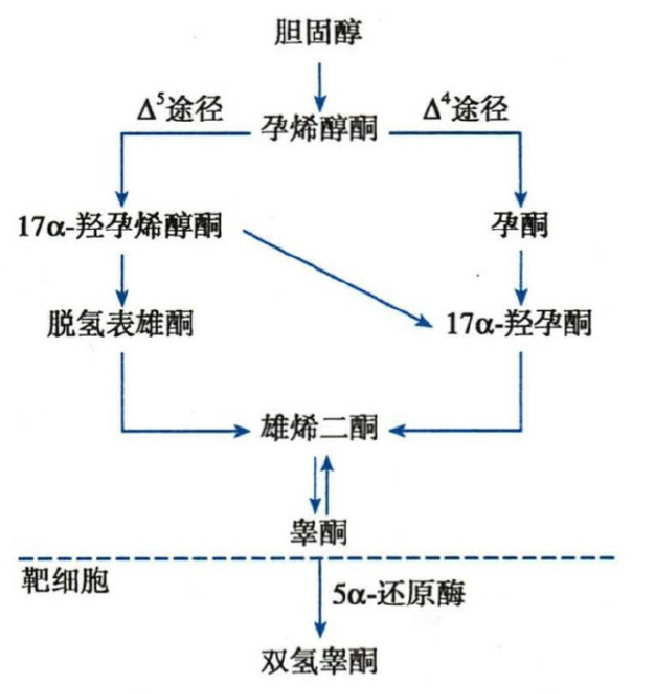 胆固醇
Δ⁵途径
孕烯醇酮
Δ⁴途径
17α-羟孕烯醇酮
孕酮
脱氢表雄酮
17α-羟孕酮
雄烯二酮
睾酮
靶细胞
5α-还原酶
双氢睾酮